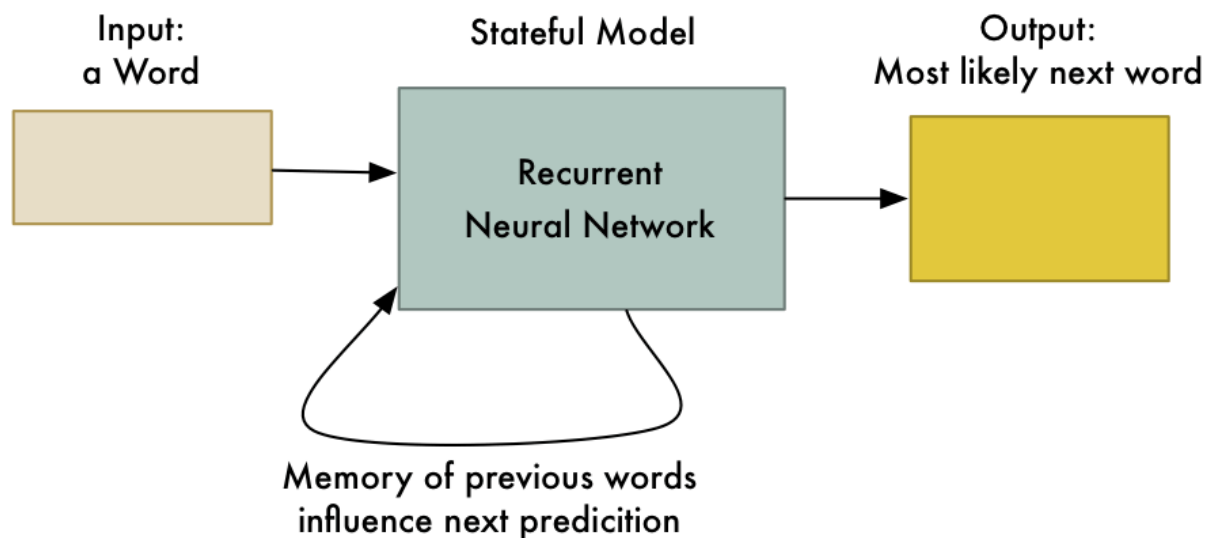 Input:
a Word
Stateful Model
Output:
Most likely next word
Recurrent
Neural Network
Memory of previous words
influence next predicition